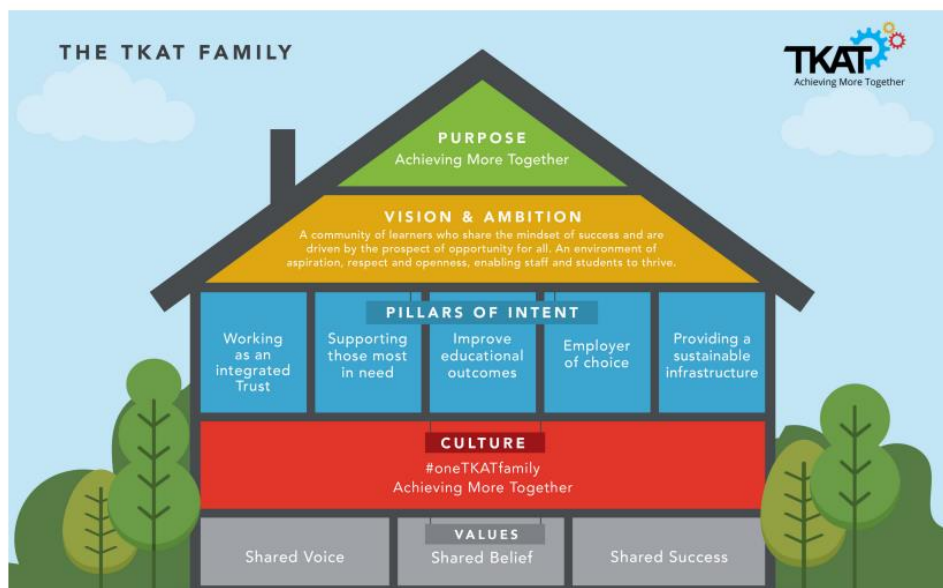 THE TKAT FAMILY
TKAT
Achieving More Together
PURPOSE
Achieving More Together
VISION & AMBITION
A community of learners who share the mindset of success and are
driven by the prospect of opportunity for all. An environment of
aspiration, respect and openness, enabling staff and students to thrive.
PILLARS OF INTENT
Working
as an
integrated
Trust
Supporting
those most
in need
Improve
educational
outcomes
Employer
of choice
Providing a
sustainable
infrastructure
CULTURE
#oneTKATfamily
Achieving More Together
VALUES
Shared Voice
Shared Belief
Shared Success